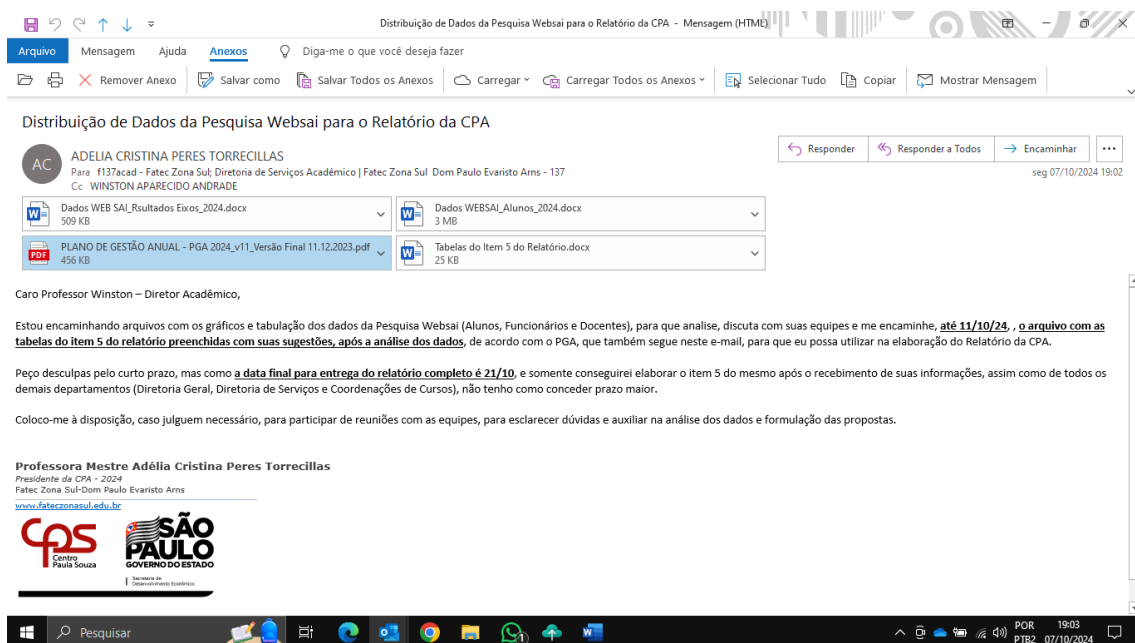 Distribuição de Dados da Pesquisa Websai para o Relatório da CPA - Mensagem (HTML)
Arquivo Mensagem Ajuda Anexos Diga-me o que você deseja fazer
Remover Anexo Salvar como Salvar Todos os Anexos Carregar Carregar Todos os Anexos Selecionar Tudo Copiar Mostrar Mensagem
Distribuição de Dados da Pesquisa Websai para o Relatório da CPA
AC
ADELIA CRISTINA PERES TORRECILLAS
Para f137acad - Fatec Zona Sul; Diretoria de Serviços Acadêmico | Fatec Zona Sul Dom Paulo Evaristo Arns - 137
Cc WINSTON APARECIDO ANDRADE
Responder Responder a Todos Encaminhar ...
seg 07/10/2024 19:02
Dados WEB SAI_Rsultados Eixos_2024.docx
509 KB
Dados WEBSAI_Alunos_2024.docx
3 MB
PLANO DE GESTÃO ANUAL - PGA 2024_v11_Versão Final 11.12.2023.pdf
456 KB
Tabelas do Item 5 do Relatório.docx
25 KB
Caro Professor Winston – Diretor Acadêmico,
Estou encaminhando arquivos com os gráficos e tabulação dos dados da Pesquisa Websai (Alunos, Funcionários e Docentes), para que analise, discuta com suas equipes e me encaminhe, até 11/10/24, , o arquivo com as
tabelas do item 5 do relatório preenchidas com suas sugestões, após a análise dos dados, de acordo com o PGA, que também segue neste e-mail, para que eu possa utilizar na elaboração do Relatório da CPA.
Peço desculpas pelo curto prazo, mas como a data final para entrega do relatório completo é 21/10, e somente conseguirei elaborar o item 5 do mesmo após o recebimento de suas informações, assim como de todos os
demais departamentos (Diretoria Geral, Diretoria de Serviços e Coordenações de Cursos), não tenho como conceder prazo maior.
Coloco-me à disposição, caso julguem necessário, para participar de reuniões com as equipes, para esclarecer dúvidas e auxiliar na análise dos dados e formulação das propostas.
Professora Mestre Adélia Cristina Peres Torrecillas
Presidente da CPA - 2024
Fatec Zona Sul-Dom Paulo Evaristo Arns
www.fateczonasul.edu.br
cps
Centro
Paula Souza
SÃO
PAULO
GOVERNO DO ESTADO
Secretaria de
Desenvolvimento Econômico
Pesquisar
POR
PTB2
19:03
07/10/2024